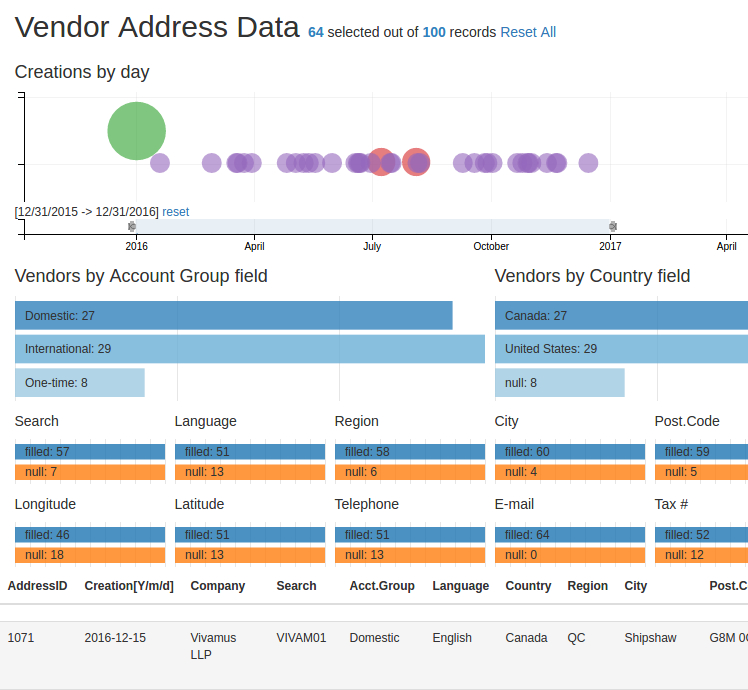 Vendor Address Data 64 selected out of 100 records Reset All
Creations by day
[12/31/2015 -> 12/31/2016] reset
2016 April July October 2017 April
Vendors by Account Group field Vendors by Country field
Domestic: 27 Canada: 27
International: 29 United States: 29
One-time: 8 null: 8
Search Language Region City Post.Code
filled: 57 filled: 51 filled: 58 filled: 60 filled: 59
null: 7 null: 13 null: 6 null: 4 null: 5
Longitude Latitude Telephone E-mail Tax #
filled: 46 filled: 51 filled: 51 filled: 64 filled: 52
null: 18 null: 13 null: 13 null: 0 null: 12
AddressID Creation[Y/m/d] Company Search Acct.Group Language Country Region City Post.C
1071 2016-12-15 Vivamus VIVAM01 Domestic English Canada QC Shipshaw G8M
LLP